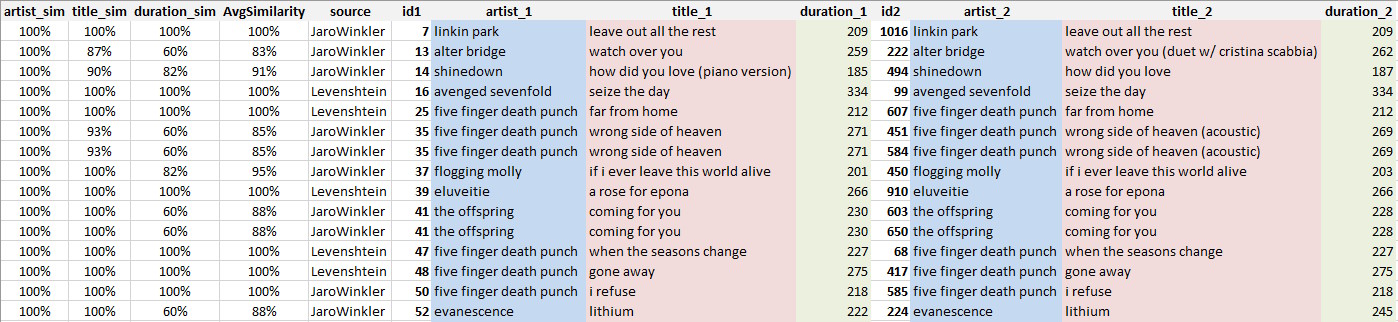 artist_sim title_sim duration_sim AvgSimilarity source id1 artist_1 title_1 duration_1 id2 artist_2 title_2 duration_2
100% 100% 100% 100% JaroWinkler 7 linkin park leave out all the rest 209 1016 linkin park leave out all the rest 209
100% 87% 60% 83% JaroWinkler 13 alter bridge watch over you 259 222 alter bridge watch over you (duet w/ cristina scabbia) 262
100% 90% 82% 91% JaroWinkler 14 shinedown how did you love (piano version) 185 494 shinedown how did you love 187
100% 100% 100% 100% Levenshtein 16 avenged sevenfold seize the day 334 99 avenged sevenfold seize the day 334
100% 100% 100% 100% Levenshtein 25 five finger death punch far from home 212 607 five finger death punch far from home 212
100% 93% 60% 85% JaroWinkler 35 five finger death punch wrong side of heaven 271 451 five finger death punch wrong side of heaven (acoustic) 269
100% 93% 60% 85% JaroWinkler 35 five finger death punch wrong side of heaven 271 584 five finger death punch wrong side of heaven (acoustic) 269
100% 100% 82% 95% JaroWinkler 37 flogging molly if i ever leave this world alive 201 450 flogging molly if i ever leave this world alive 203
100% 100% 100% 100% Levenshtein 39 eluveitie a rose for epona 266 910 eluveitie a rose for epona 266
100% 100% 60% 88% JaroWinkler 41 the offspring coming for you 230 603 the offspring coming for you 228
100% 100% 60% 88% JaroWinkler 41 the offspring coming for you 230 650 the offspring coming for you 228
100% 100% 100% 100% Levenshtein 47 five finger death punch when the seasons change 227 68 five finger death punch when the seasons change 227
100% 100% 100% 100% Levenshtein 48 five finger death punch gone away 275 417 five finger death punch gone away 275
100% 100% 100% 100% JaroWinkler 50 five finger death punch i refuse 218 585 five finger death punch i refuse 218
100% 100% 60% 88% JaroWinkler 52 evanescence lithium 222 224 evanescence lithium 245